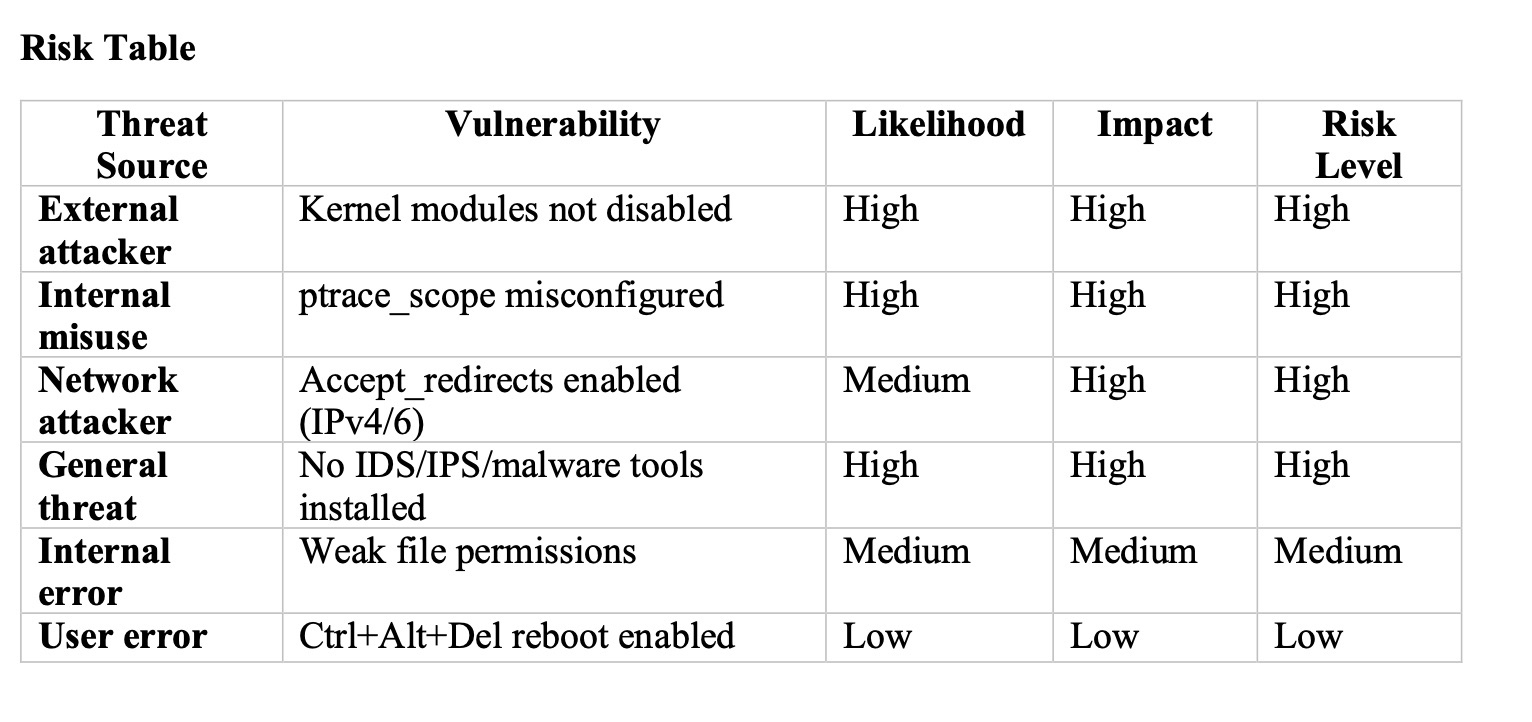 Risk Table
Threat Source Vulnerability Likelihood Impact Risk Level
External attacker Kernel modules not disabled High High High
Internal misuse ptrace_scope misconfigured High High High
Network attacker Accept_redirects enabled (IPv4/6) Medium High High
General threat No IDS/IPS/malware tools installed High High High
Internal error Weak file permissions Medium Medium Medium
User error Ctrl+Alt+Del reboot enabled Low Low Low